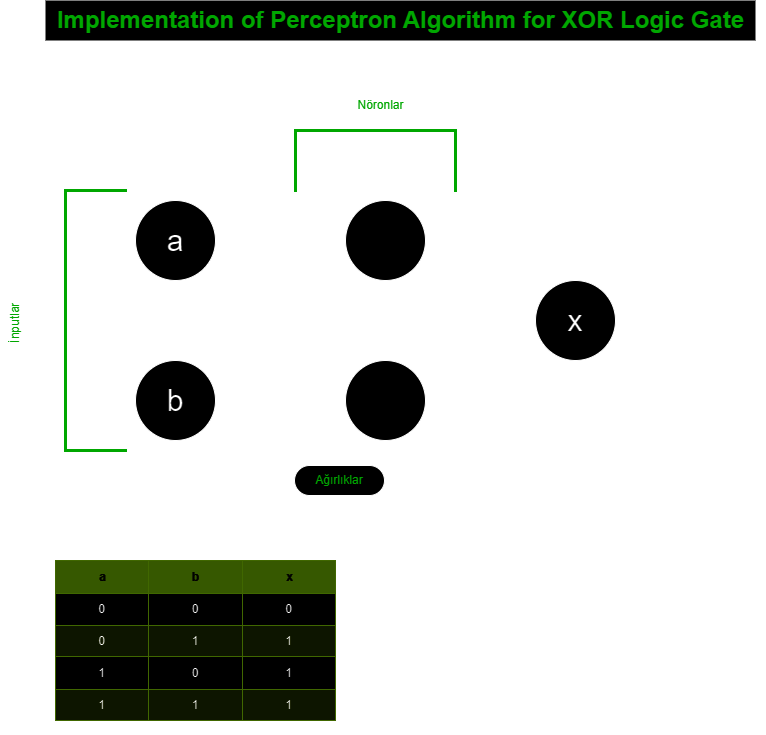 Implementation of Perceptron Algorithm for XOR Logic Gate
Nöronlar
İnputlar
a
b
x
Ağırlıklar
a b x
0 0 0
0 1 1
1 0 1
1 1 1